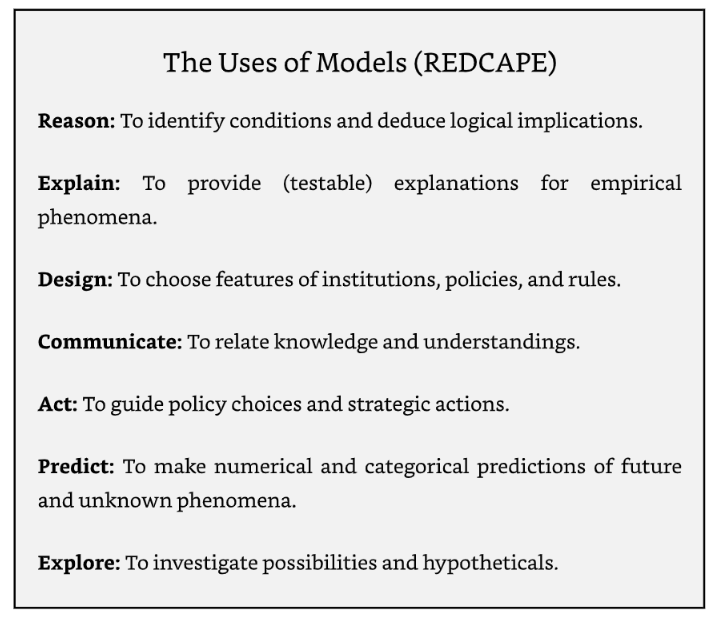 The Uses of Models (REDCAPE)
Reason: To identify conditions and deduce logical implications.
Explain: To provide (testable) explanations for empirical
phenomena.
Design: To choose features of institutions, policies, and rules.
Communicate: To relate knowledge and understandings.
Act: To guide policy choices and strategic actions.
Predict: To make numerical and categorical predictions of future
and unknown phenomena.
Explore: To investigate possibilities and hypotheticals.